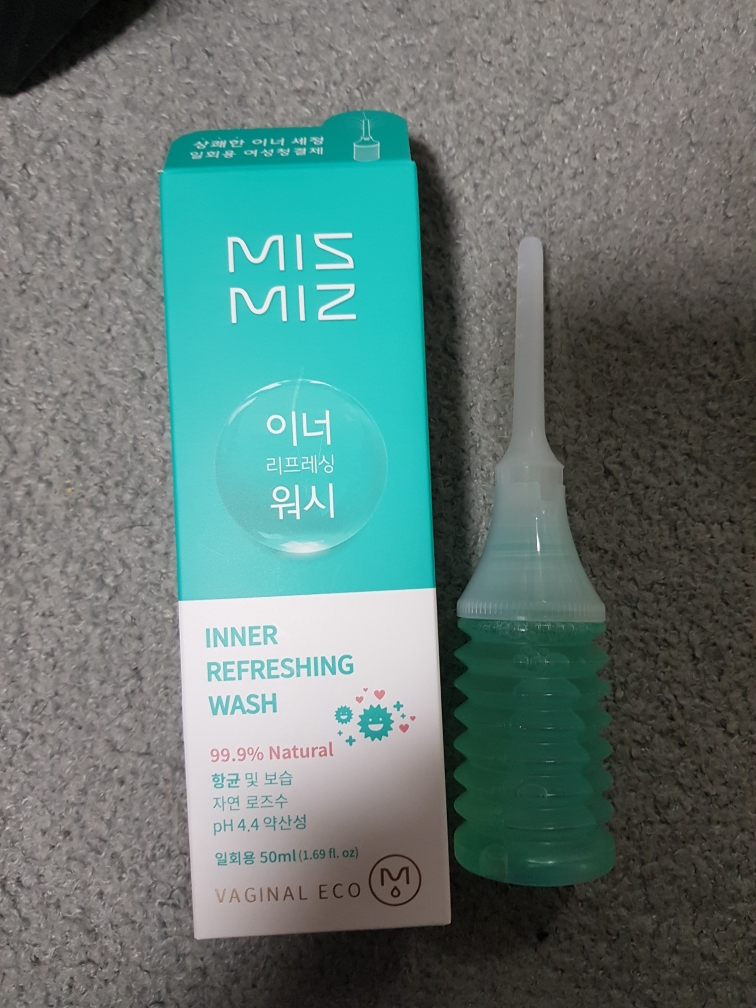 상쾌한 이너 세정
일회용 여성청결제
MIS
MIZ
이너
리프레싱
워시
INNER
REFRESHING
WASH
99.9% Natural
항균 및 보습
자연 로즈수
pH 4.4 약산성
일회용 50ml (1.69 fl. oz)
VAGINAL ECO
M